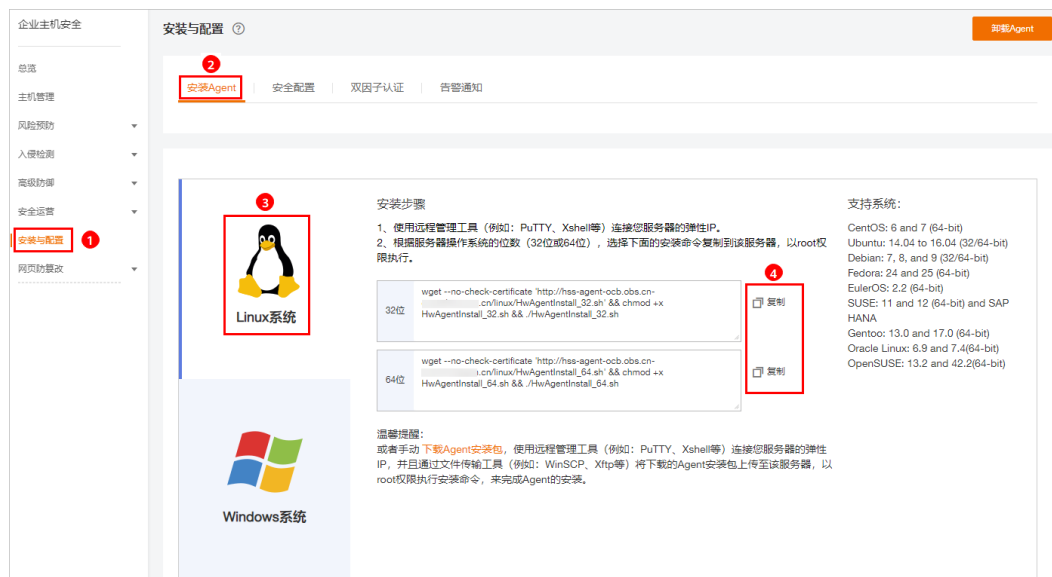 企业主机安全
安装与配置
卸载Agent
总览
主机管理
风险预防
入侵检测
高级防御
安全运营
安装与配置
1
网页防篡改
2
安装Agent
安全配置
双因子认证
告警通知
3
Linux系统
Windows系统
安装步骤
1、使用远程管理工具（例如：PuTTY、Xshell等）连接您服务器的弹性IP。
2、根据服务器操作系统的位数（32位或64位），选择下面的安装命令复制到该服务器，以root权
限执行。
4
32位
wget --no-check-certificate 'http://hss-agent-ocb.obs.cn-
.cn/linux/HwAgentInstall_32.sh' && chmod +x
HwAgentInstall_32.sh && ./HwAgentInstall_32.sh
复制
64位
wget --no-check-certificate 'http://hss-agent-ocb.obs.cn-
.cn/linux/HwAgentInstall_64.sh' && chmod +x
HwAgentInstall_64.sh && ./HwAgentInstall_64.sh
复制
温馨提醒：
或者手动 下载Agent安装包，使用远程管理工具（例如：PuTTY、Xshell等）连接您服务器的弹性
IP，并且通过文件传输工具（例如：WinSCP、Xftp等）将下载的Agent安装包上传至该服务器，以
root权限执行安装命令，来完成Agent的安装。
支持系统：
CentOS: 6 and 7 (64-bit)
Ubuntu: 14.04 to 16.04 (32/64-bit)
Debian: 7, 8, and 9 (32/64-bit)
Fedora: 24 and 25 (64-bit)
EulerOS: 2.2 (64-bit)
SUSE: 11 and 12 (64-bit) and SAP
HANA
Gentoo: 13.0 and 17.0 (64-bit)
Oracle Linux: 6.9 and 7.4(64-bit)
OpenSUSE: 13.2 and 42.2(64-bit)